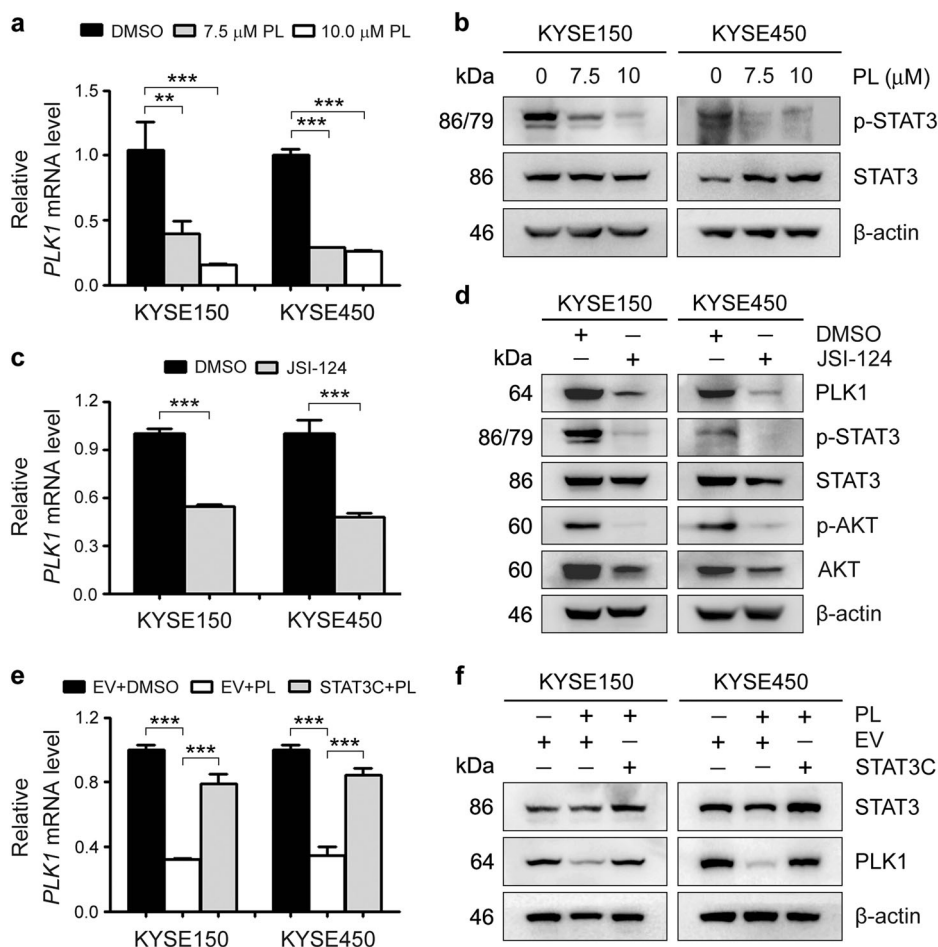 a
DMSO 7.5 μM PL 10.0 μM PL
Relative
PLK1 mRNA level
1.5
1.0
0.5
0.0
*** ** *** ***
KYSE150 KYSE450
b
KYSE150 KYSE450
kDa 0 7.5 10 0 7.5 10 PL (μM)
86/79 p-STAT3
86 STAT3
46 β-actin
c
DMSO JSI-124
Relative
PLK1 mRNA level
1.2
0.9
0.6
0.3
0.0
*** ***
KYSE150 KYSE450
d
KYSE150 KYSE450
+ – + – DMSO
kDa – + – + JSI-124
64 PLK1
86/79 p-STAT3
86 STAT3
60 p-AKT
60 AKT
46 β-actin
e
EV+DMSO EV+PL STAT3C+PL
Relative
PLK1 mRNA level
1.2
0.8
0.4
0.0
*** *** *** ***
KYSE150 KYSE450
f
KYSE150 KYSE450
– + + – + + PL
+ + – + + – EV
kDa – – + – – + STAT3C
86 STAT3
64 PLK1
46 β-actin